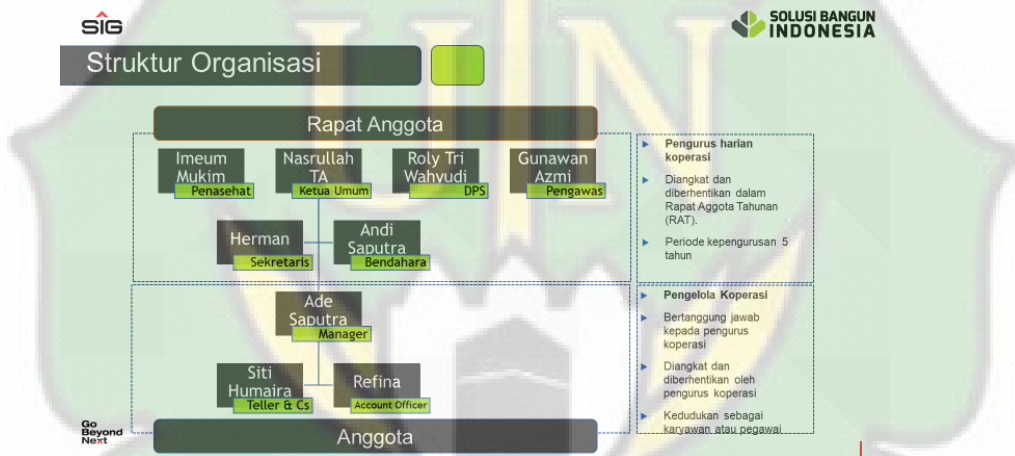 SIG
SOLUSI BANGUN
INDONESIA
Struktur Organisasi
Rapat Anggota
Imeum
Mukim
Penasehat
Nasrullah
TA
Ketua Umum
Roly Tri
Wahyudi
DPS
Gunawan
Azmi
Pengawas
Herman
Sekretaris
Andi
Saputra
Bendahara
Pengurus harian
koperasi
Diangkat dan
diberhentikan dalam
Rapat Aggota Tahunan
(RAT).
Periode kepengurusan 5
tahun
Ade
Saputra
Manager
Siti
Humaira
Teller & Cs
Refina
Account Officer
Pengelola Koperasi
Bertanggung jawab
kepada pengurus
koperasi
Diangkat dan
diberhentikan oleh
pengurus koperasi
Kedudukan sebagai
karyawan atau pegawai
Go
Beyond
Next
Anggota
UIN